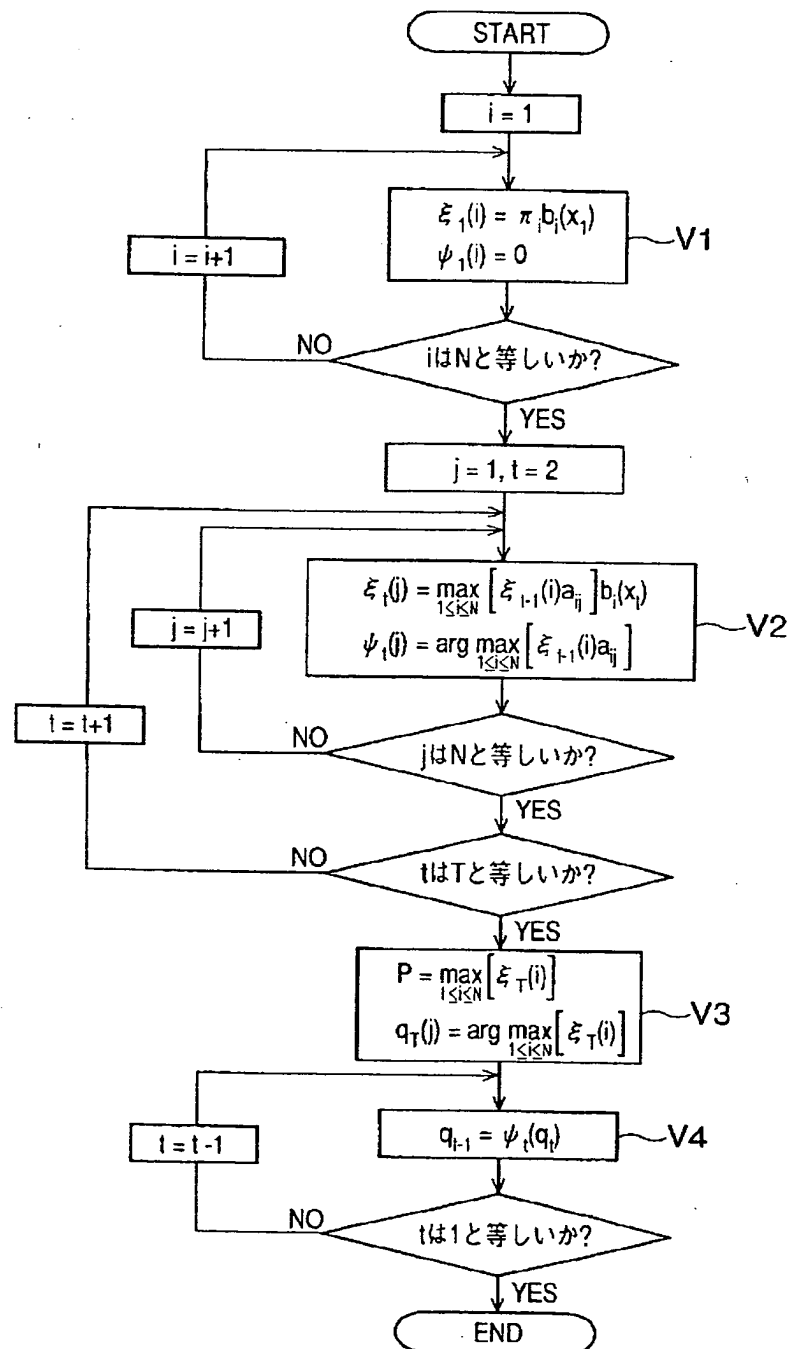 START
i = 1
ξ₁(i) = πᵢbᵢ(x₁)
ψ₁(i) = 0
V1
i = i+1
NO
iはNと等しいか?
YES
j = 1, t = 2
ξₜ(j) = max [ξₜ₋₁(i)aᵢⱼ]bᵢ(xₜ)
1≤i≤N
ψₜ(j) = arg max [ξₜ₋₁(i)aᵢⱼ]
1≤i≤N
V2
j = j+1
t = t+1
NO
jはNと等しいか?
YES
NO
tはTと等しいか?
YES
P = max [ξ_T(i)]
1≤i≤N
q_T(j) = arg max [ξ_T(i)]
1≤i≤N
V3
t = t-1
qₜ₋₁ = ψₜ(qₜ)
V4
NO
tは1と等しいか?
YES
END